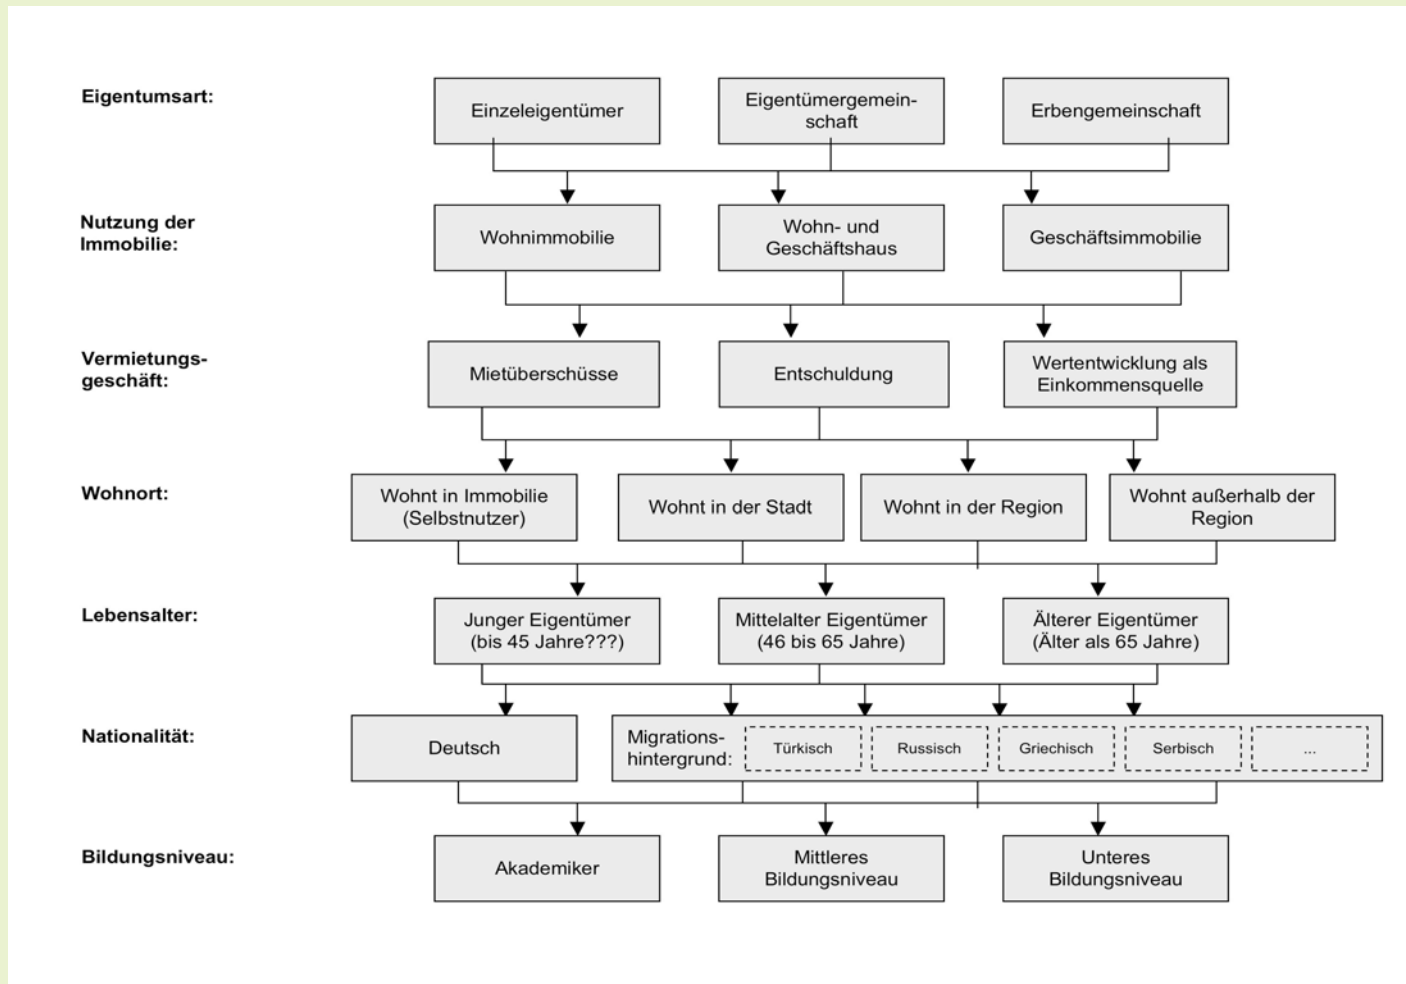 Eigentumsart:
Einzeleigentümer
Eigentümergemein-
schaft
Erbengemeinschaft
Nutzung der
Immobilie:
Wohnimmobilie
Wohn- und
Geschäftshaus
Geschäftsimmobilie
Vermietungs-
geschäft:
Mietüberschüsse
Entschuldung
Wertentwicklung als
Einkommensquelle
Wohnort:
Wohnt in Immobilie
(Selbstnutzer)
Wohnt in der Stadt
Wohnt in der Region
Wohnt außerhalb der
Region
Lebensalter:
Junger Eigentümer
(bis 45 Jahre???)
Mittelalter Eigentümer
(46 bis 65 Jahre)
Älterer Eigentümer
(Älter als 65 Jahre)
Nationalität:
Deutsch
Migrations-
hintergrund:
Türkisch
Russisch
Griechisch
Serbisch
...
Bildungsniveau:
Akademiker
Mittleres
Bildungsniveau
Unteres
Bildungsniveau